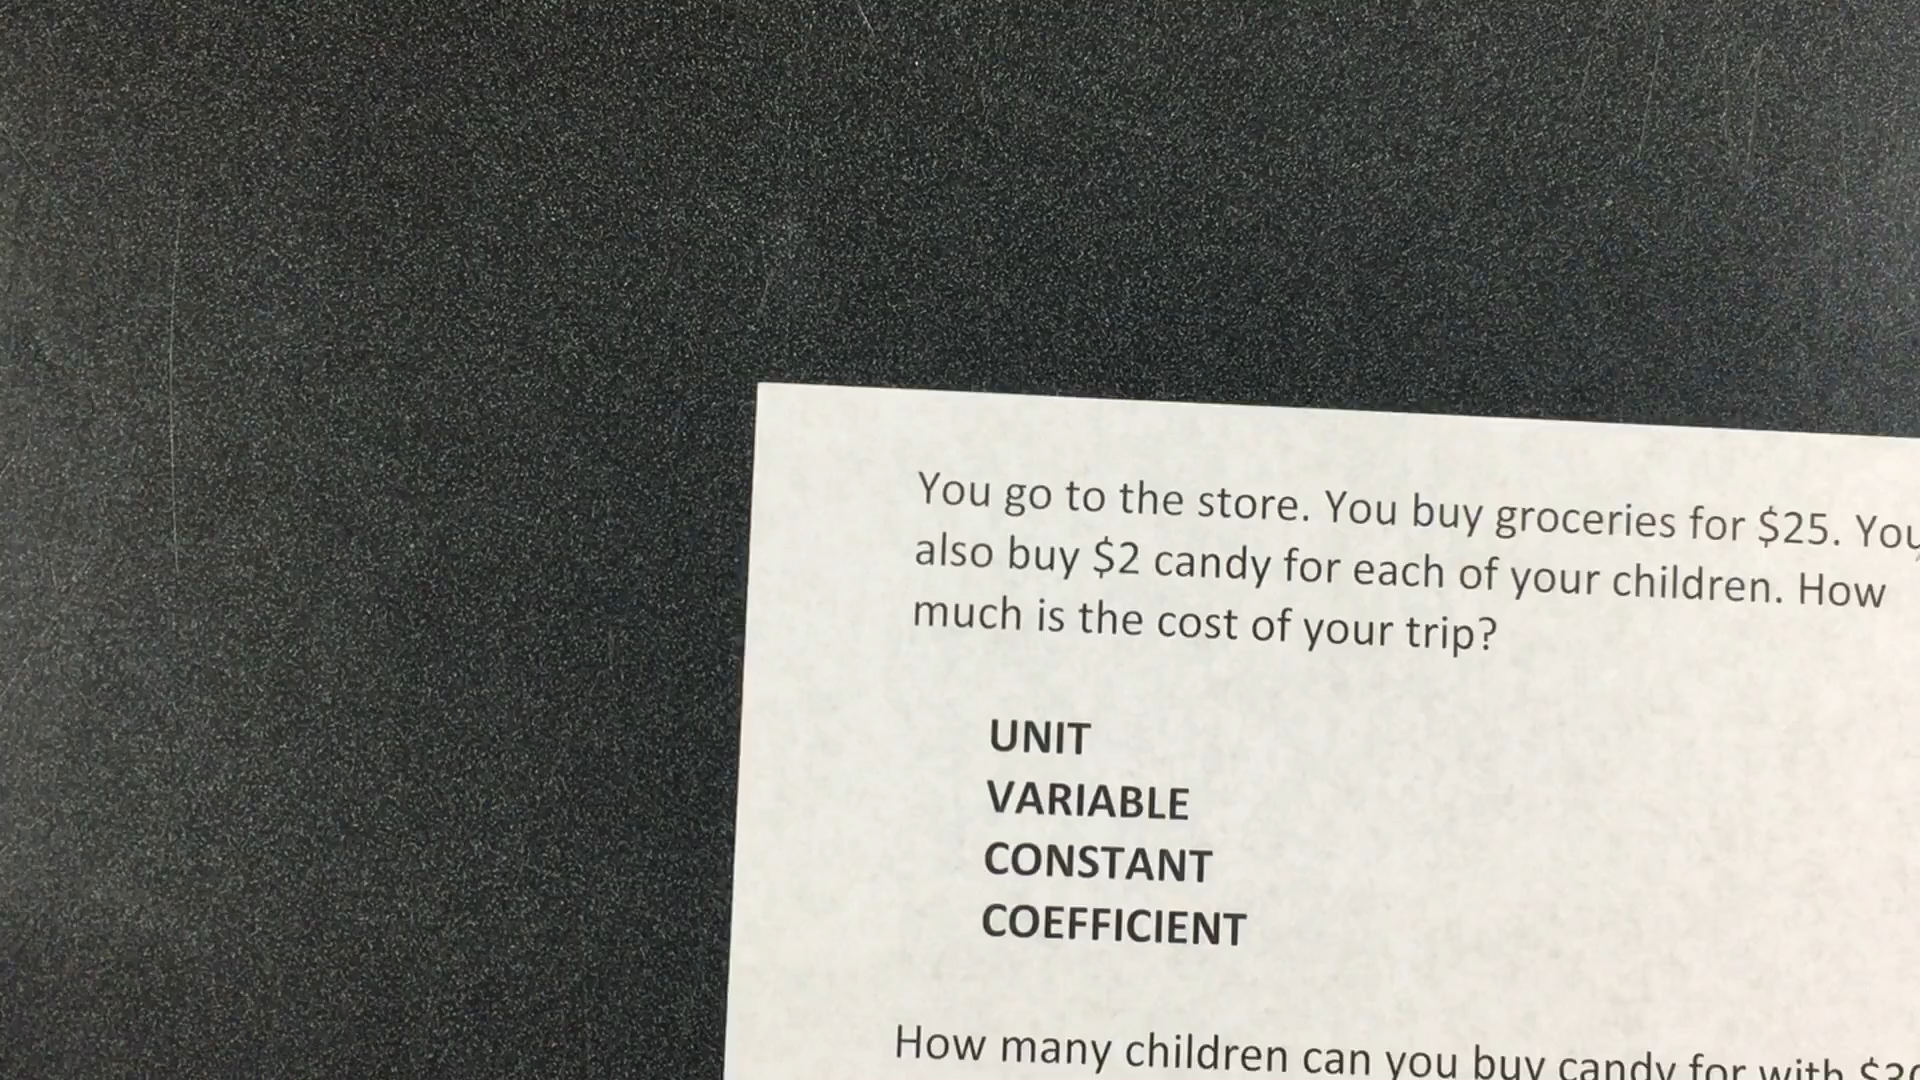 You go to the store. You buy groceries for $25. You
also buy $2 candy for each of your children. How
much is the cost of your trip?
UNIT
VARIABLE
CONSTANT
COEFFICIENT
How many children can you buy candy for with